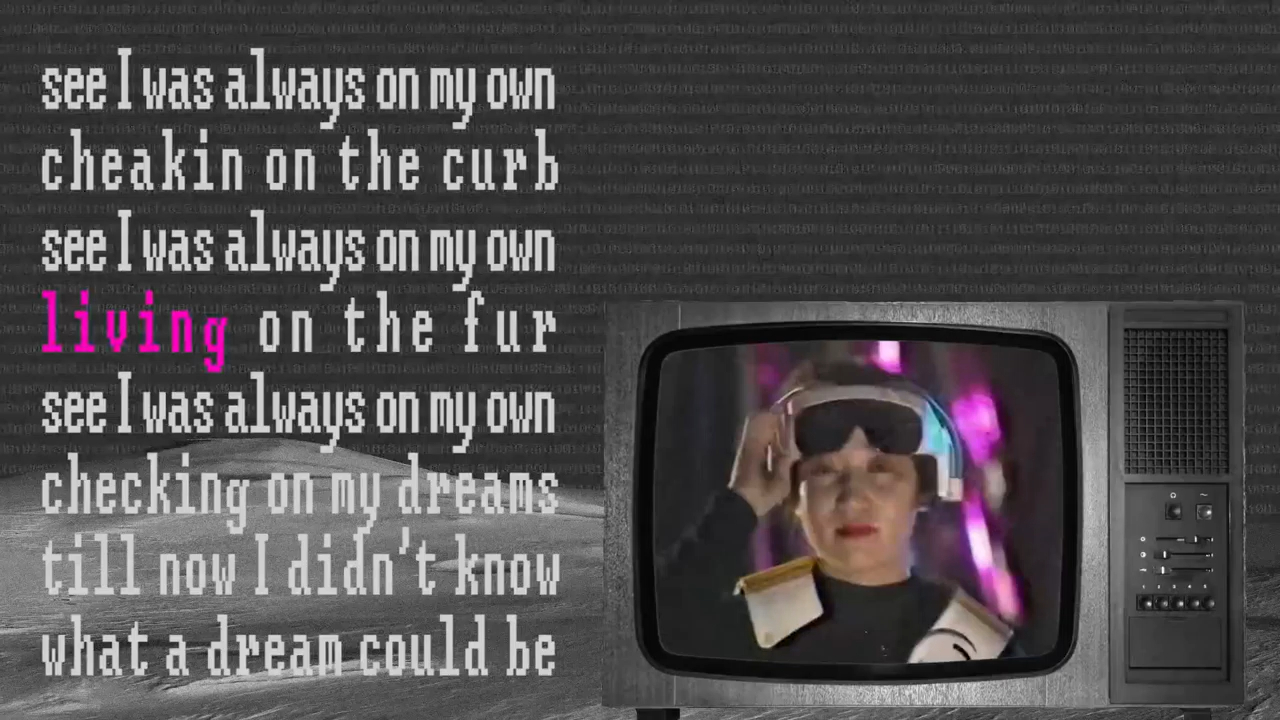 see I was always on my own
cheakin on the curb
see I was always on my own
living on the fur
see I was always on my own
checking on my dreams
till now I didn't know
what a dream could be